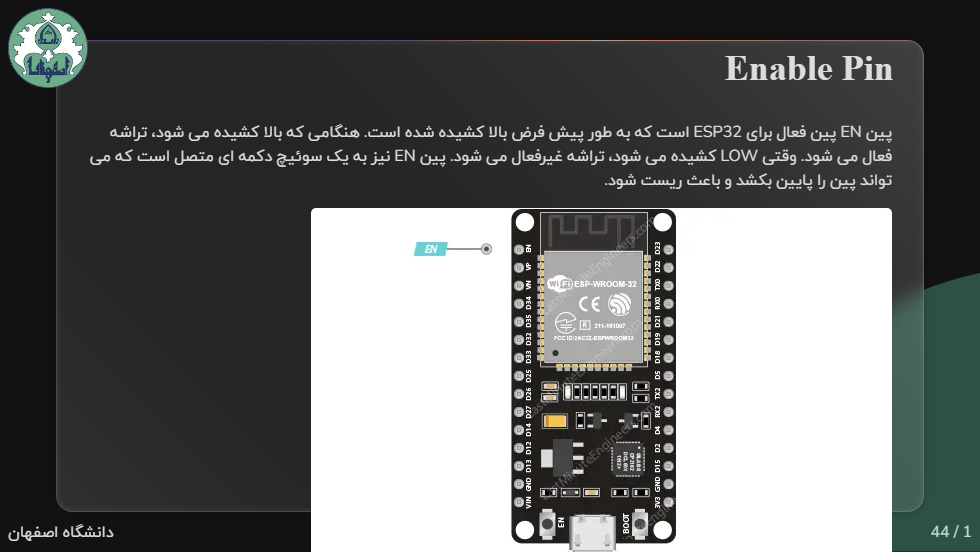 Enable Pin
پین EN پین فعال برای ESP32 است که به طور پیش فرض بالا کشیده شده است. هنگامی که بالا کشیده می شود، تراشه
فعال می شود. وقتی LOW کشیده می شود، تراشه غیرفعال می شود. پین EN نیز به یک سوئیچ دکمه ای متصل است که می
تواند پین را پایین بکشد و باعث ریست شود.
EN
EN
VP
VN
D34
D35
D32
D33
D25
D26
D27
D14
D12
D13
GND
VIN
D23
D22
TX0
RX0
D21
D19
D18
D5
TX2
RX2
D4
D2
D15
GND
3V3
WiFi ESP-WROOM-32
CE
R 211-161007
FCC ID:2AC7Z-ESPWROOM32
LastMinuteEngineers.com
EN
BOOT
دانشگاه اصفهان
44 / 1